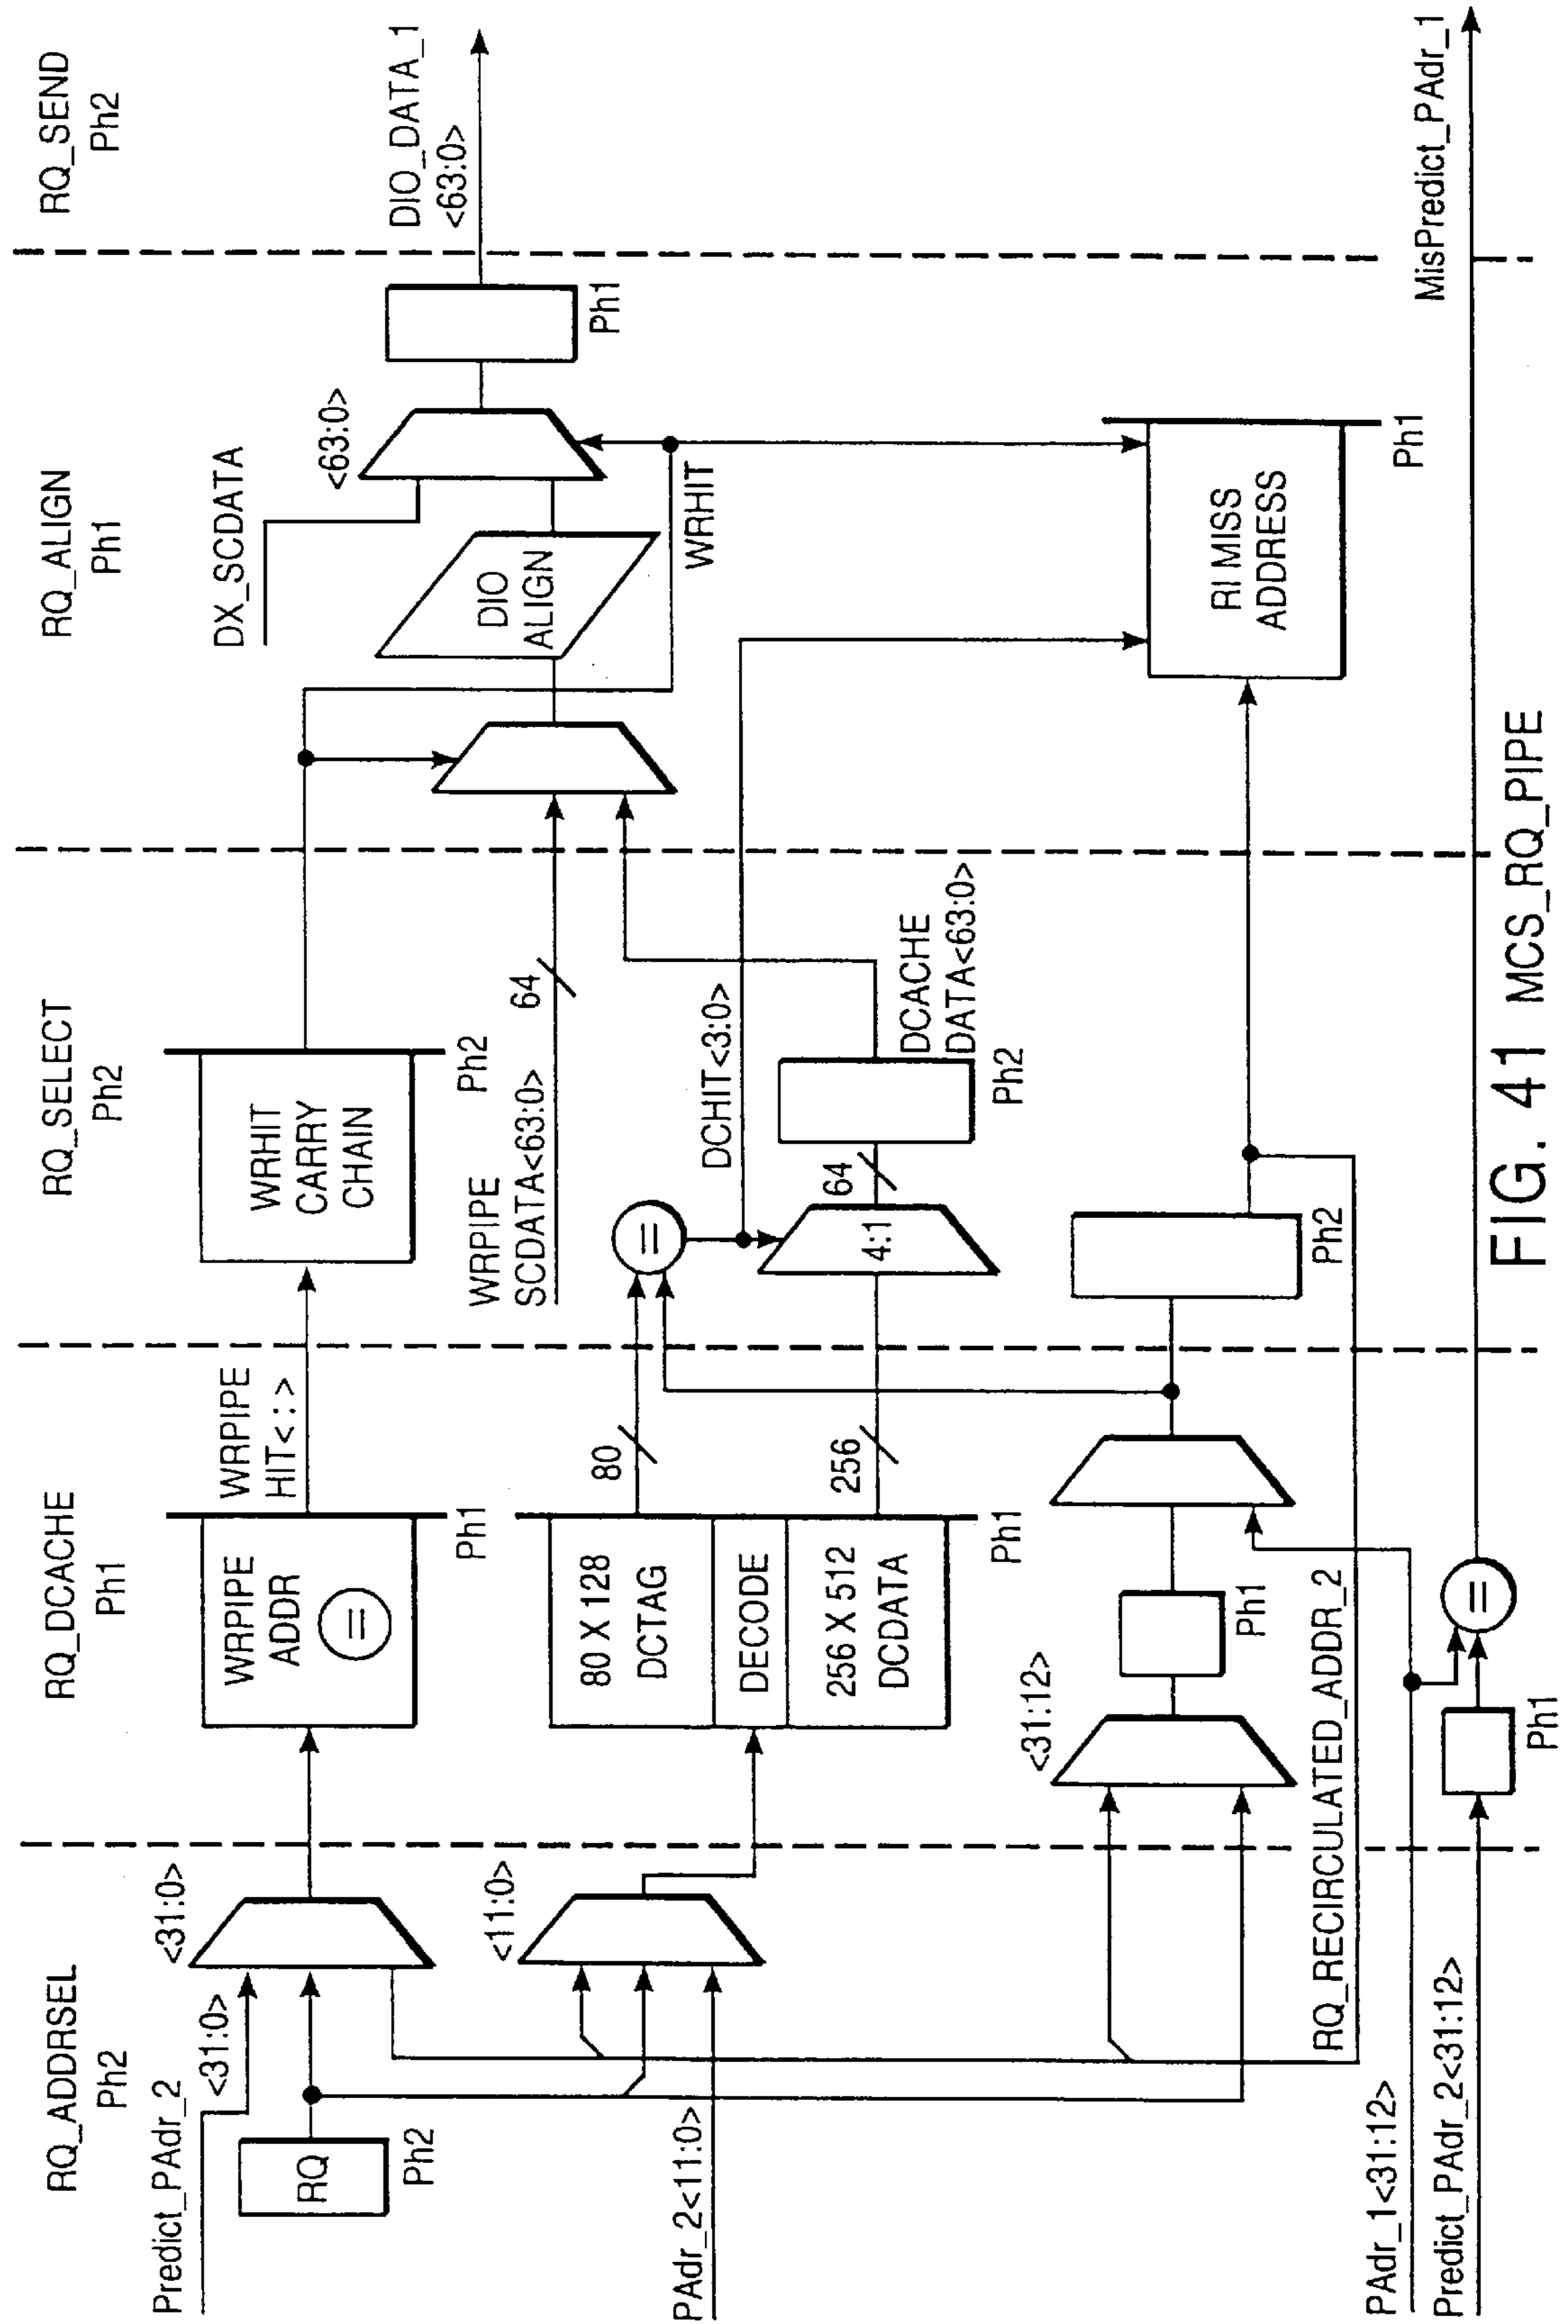 RQ_ADDRSEL
Ph2
RQ_DCACHE
Ph1
RQ_SELECT
Ph2
RQ_ALIGN
Ph1
RQ_SEND
Ph2
Predict_PAdr_2
<31:0>
<31:0>
RQ
Ph2
<11:0>
PAdr_2<11:0>
WRPIPE
ADDR
=
Ph1
WRPIPE
HIT<:>
80 X 128
DCTAG
DECODE
256 X 512
DCDATA
Ph1
80
256
<31:12>
Ph1
RQ_RECIRCULATED_ADDR_2
PAdr_1<31:12>
Predict_PAdr_2<31:12>
Ph1
=
WRHIT
CARRY
CHAIN
Ph2
WRPIPE
SCDATA<63:0>
64
=
DCHIT<3:0>
4:1
64
DCACHE
DATA<63:0>
Ph2
Ph2
DX_SCDATA
<63:0>
DIO
ALIGN
WRHIT
Ph1
RI MISS
ADDRESS
Ph1
DIO_DATA_1
<63:0>
MisPredict_PAdr_1
FIG. 41 MCS_RQ_PIPE